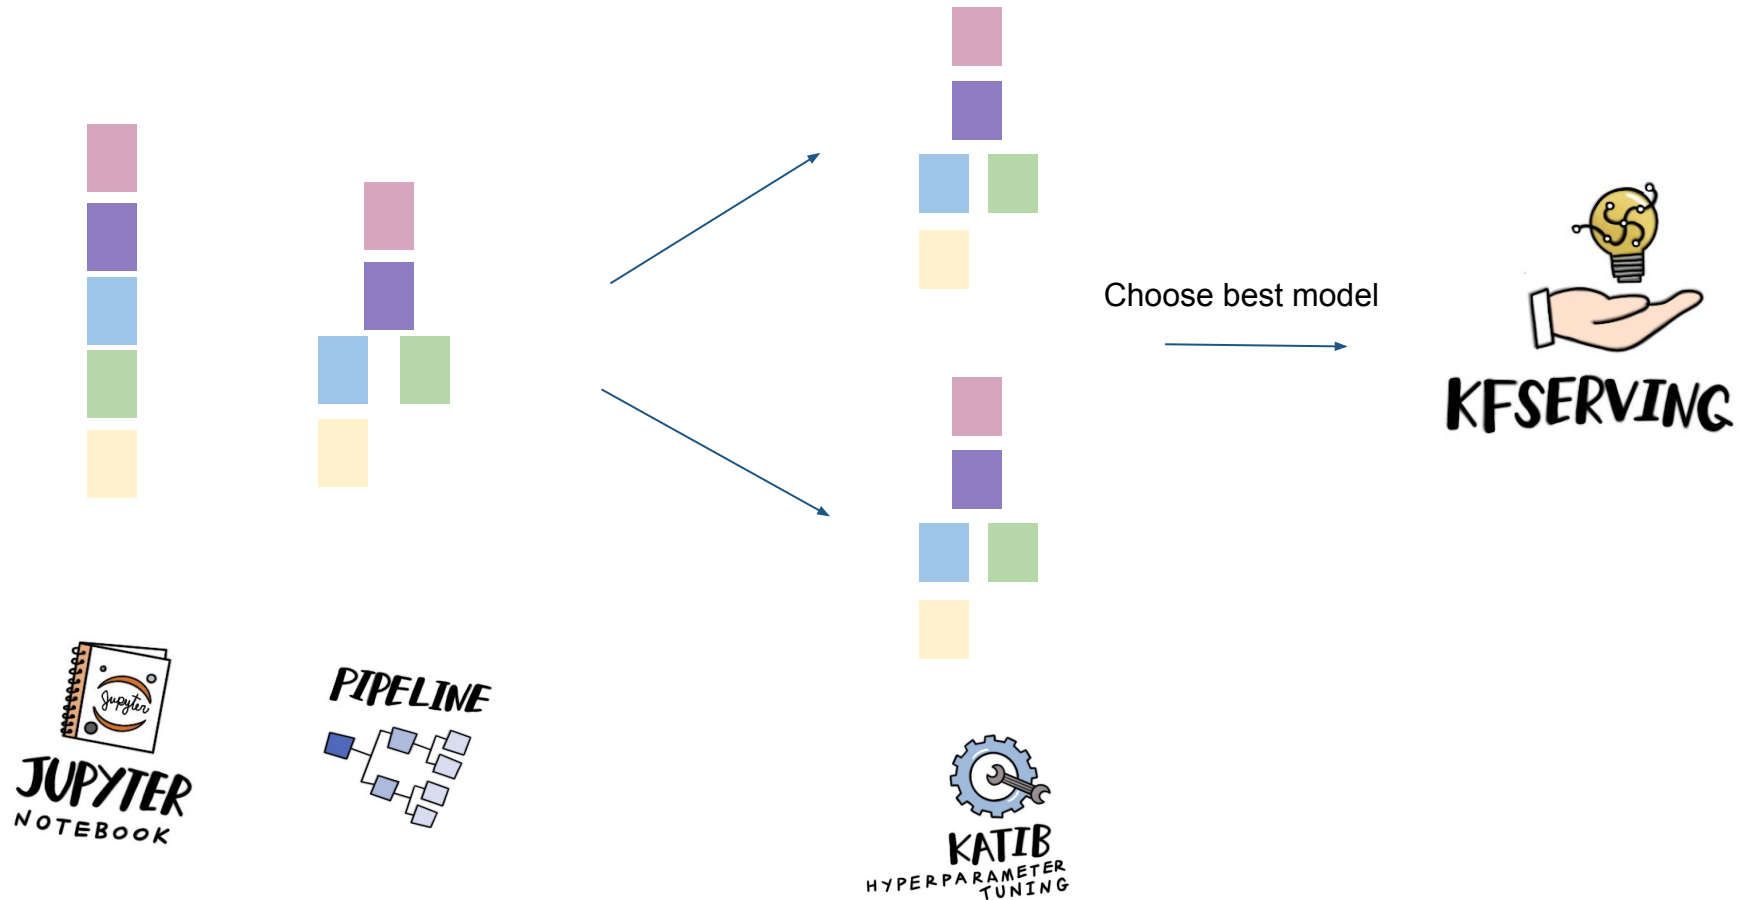 Choose best model
KFSERVING
Jupyter
JUPYTER
NOTEBOOK
PIPELINE
KATIB
HYPERPARAMETER
TUNING